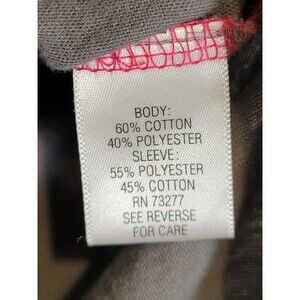 BODY:
60% COTTON
40% POLYESTER
SLEEVE:
55% POLYESTER
45% COTTON
RN 73277
SEE REVERSE
FOR CARE